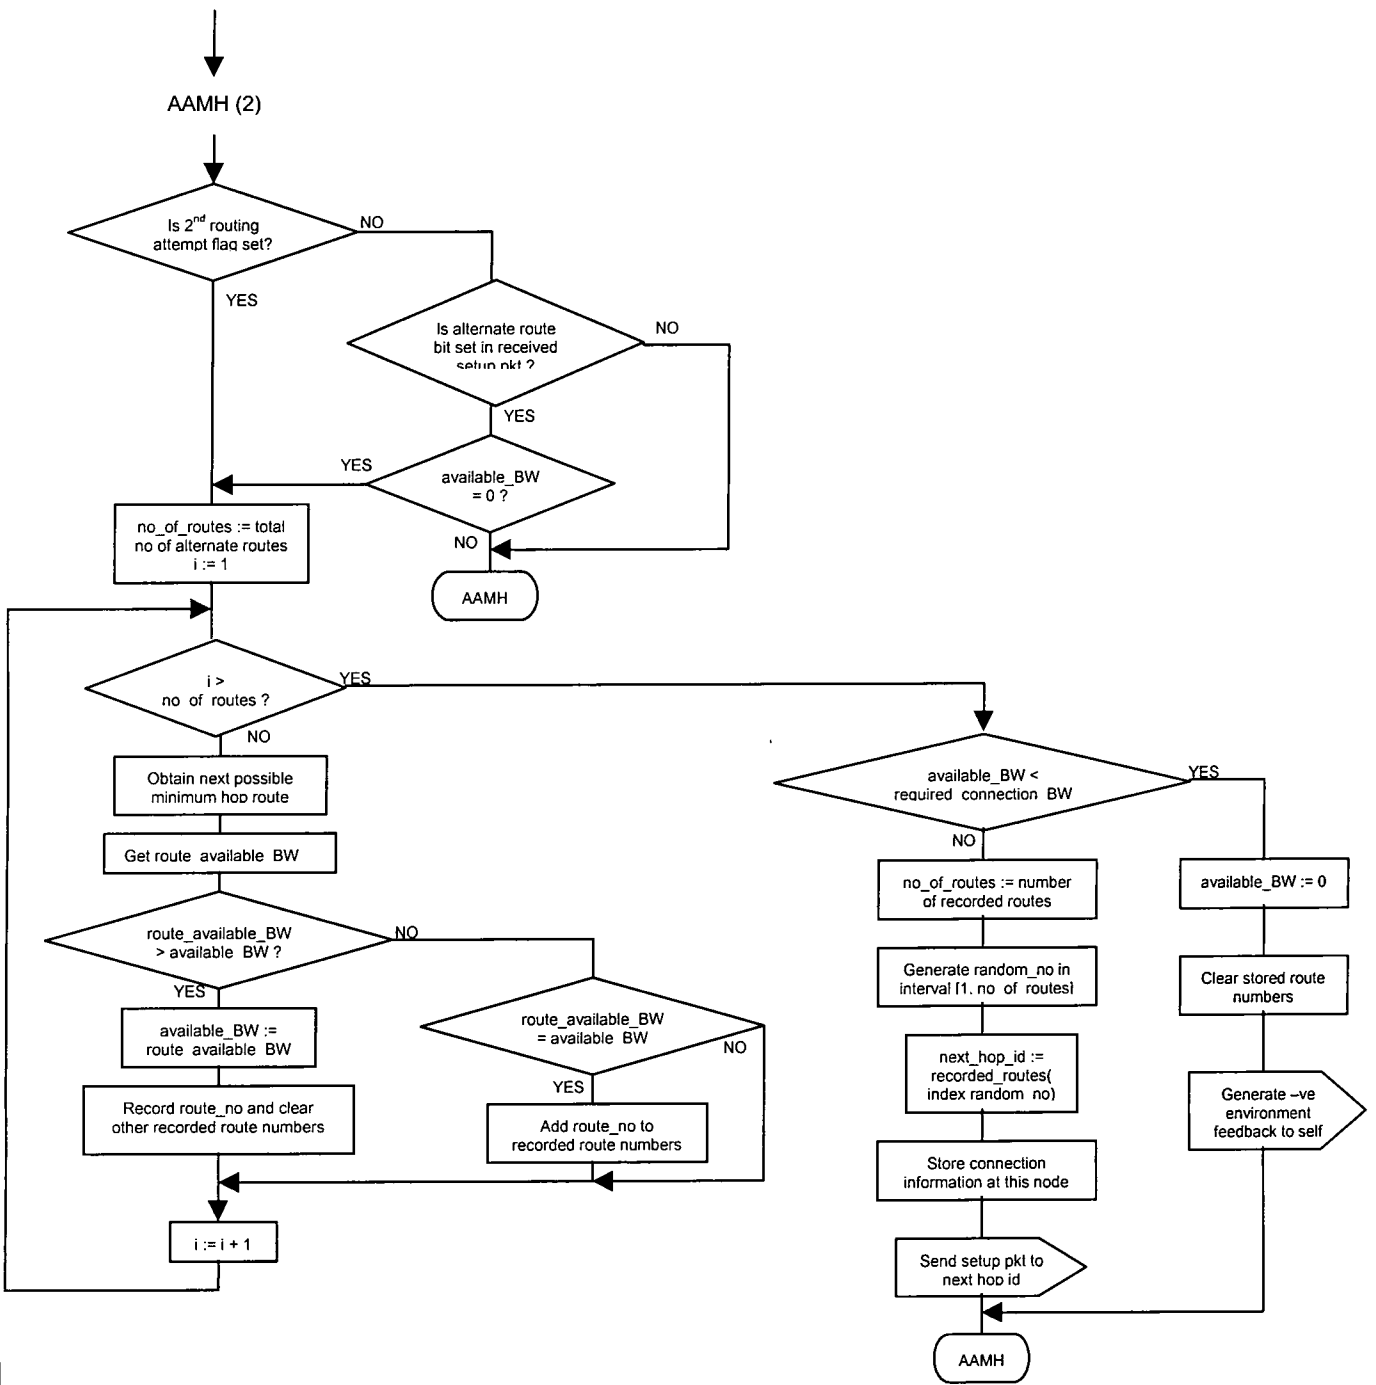 AAMH (2)
Is 2nd routing
attempt flag set?
NO
YES
Is alternate route
bit set in received
setup pkt ?
NO
YES
available_BW
= 0 ?
YES
NO
AAMH
no_of_routes := total
no of alternate routes
i := 1
i >
no of routes ?
YES
NO
Obtain next possible
minimum hop route
Get route available BW
route_available_BW
> available BW ?
NO
YES
available_BW :=
route available BW
Record route_no and clear
other recorded route numbers
route_available_BW
= available BW
NO
YES
Add route_no to
recorded route numbers
i := i + 1
available_BW <
required connection BW
YES
NO
no_of_routes := number
of recorded routes
Generate random_no in
interval [1, no of routes]
next_hop_id :=
recorded_routes(
index random no)
Store connection
information at this node
Send setup pkt to
next hop id
available_BW := 0
Clear stored route
numbers
Generate –ve
environment
feedback to self
AAMH